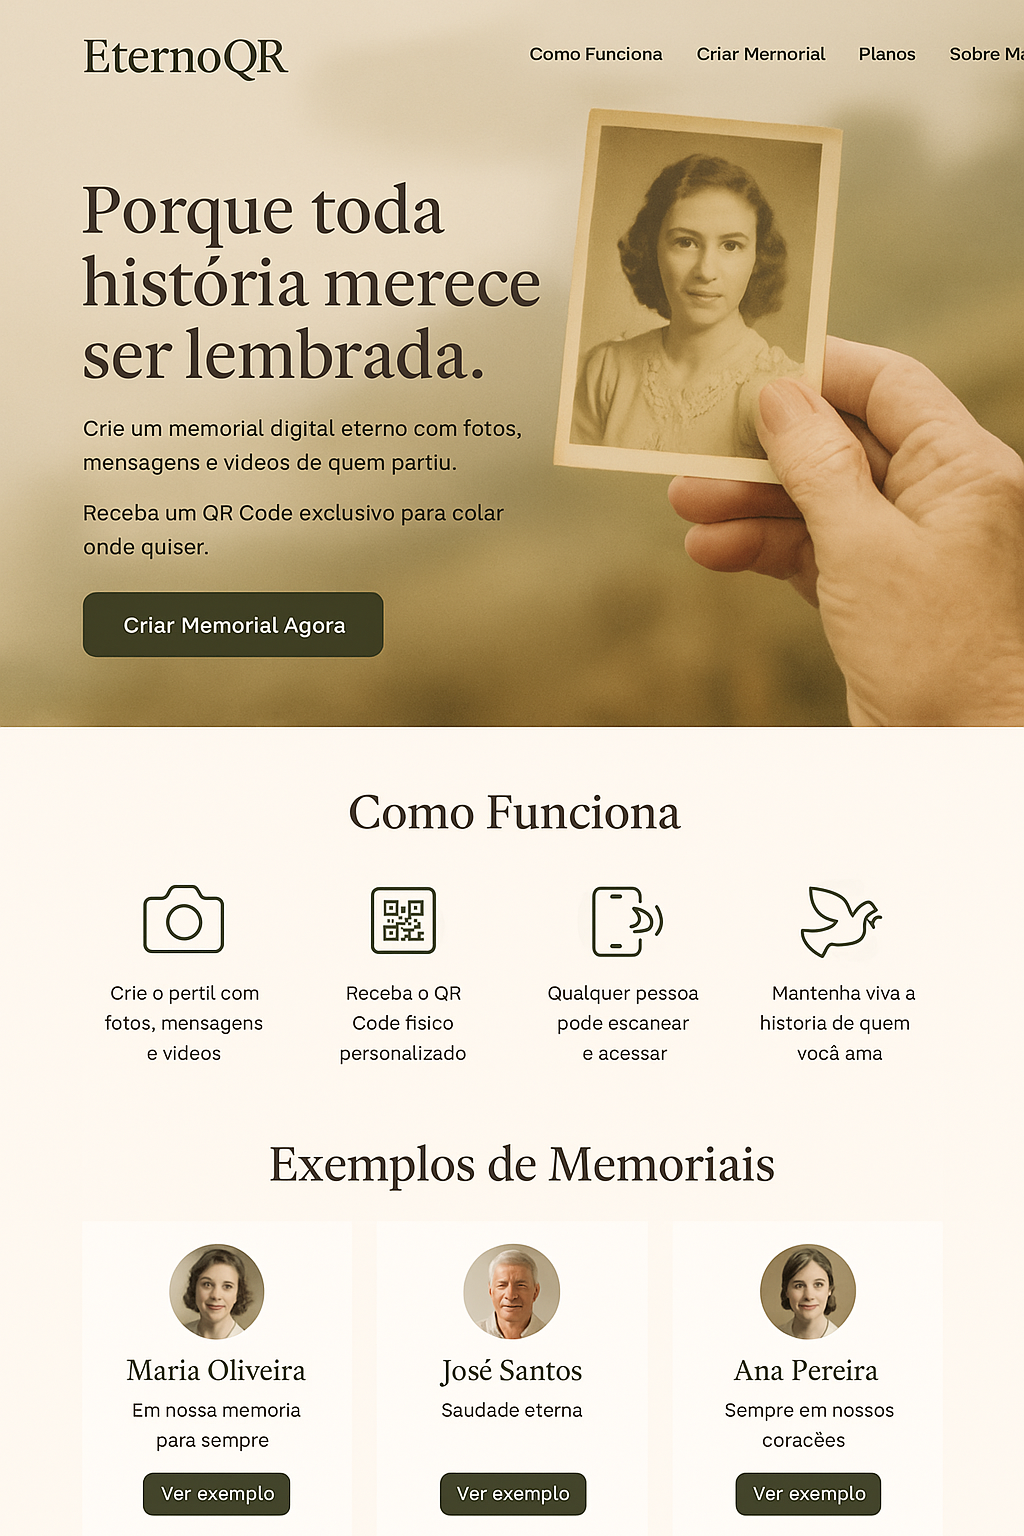 EternoQR
Como Funciona Criar Mernorial Planos Sobre Ma
Porque toda
história merece
ser lembrada.
Crie um memorial digital eterno com fotos,
mensagens e videos de quem partiu.
Receba um QR Code exclusivo para colar
onde quiser.
Criar Memorial Agora
Como Funciona
Crie o pertil com
fotos, mensagens
e videos
Receba o QR
Code fisico
personalizado
Qualquer pessoa
pode escanear
e acessar
Mantenha viva a
historia de quem
vocâ ama
Exemplos de Memoriais
Maria Oliveira
Em nossa memoria
para sempre
Ver exemplo
José Santos
Saudade eterna
Ver exemplo
Ana Pereira
Sempre em nossos
coracẽes
Ver exemplo